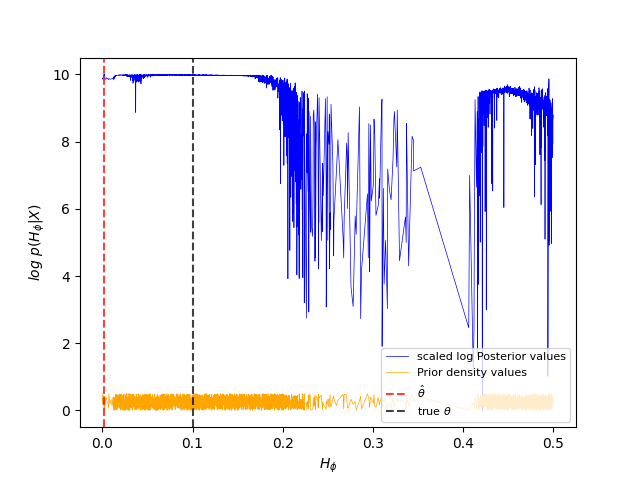 10
8
6
4
2
0
log p(H_ϕ|X)
0.0 0.1 0.2 0.3 0.4 0.5
H_ϕ
scaled log Posterior values
Prior density values
θ̂
true θ